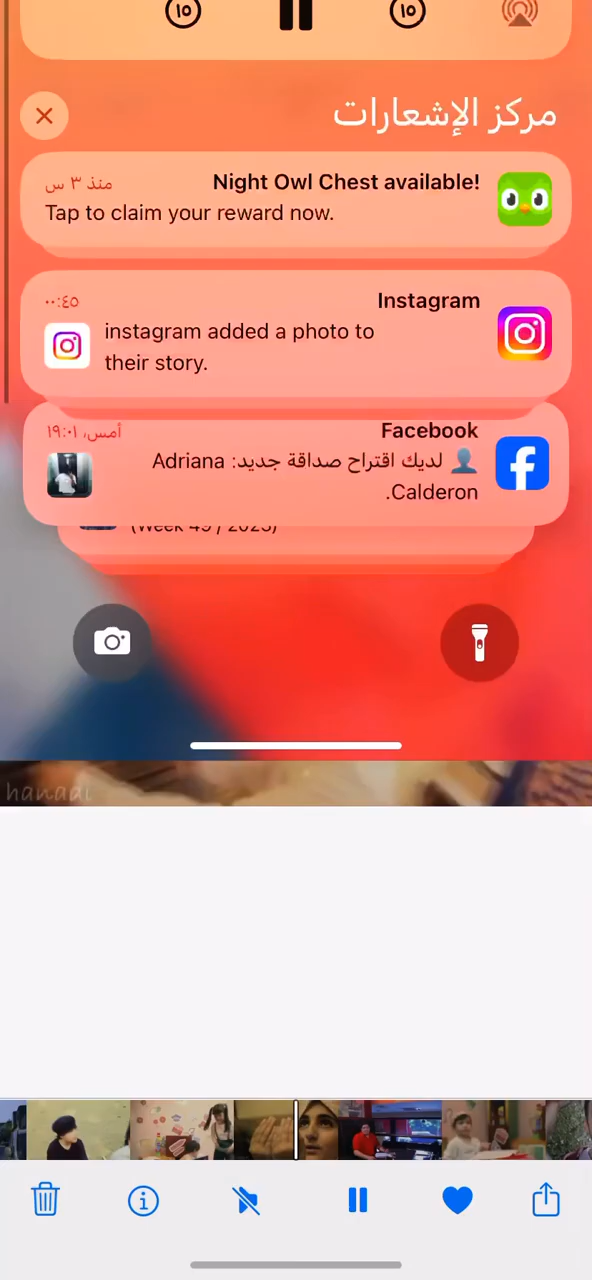 مركز الإشعارات
Night Owl Chest available!
منذ ٣ س
Tap to claim your reward now.
Instagram
٠٠:٤٥
instagram added a photo to
their story.
Facebook
أمس، ١٩:٠١
👤 لديك اقتراح صداقة جديد: Adriana
Calderon.
(Week 49 / 2025)
hanadi